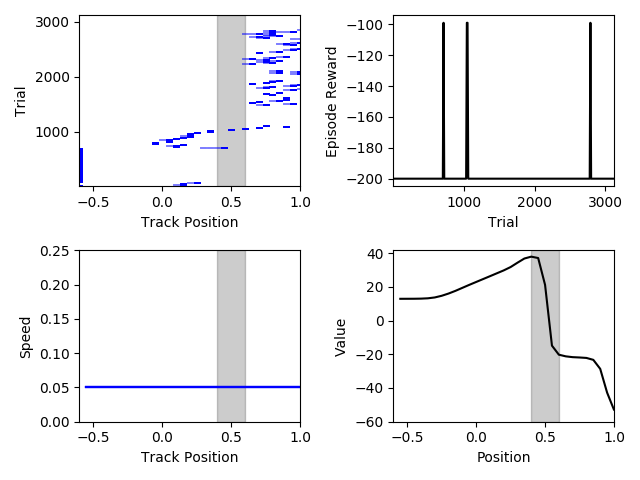 3000
2000
1000
Trial
−0.5 0.0 0.5 1.0
Track Position
−100
−120
−140
−160
−180
−200
Episode Reward
1000 2000 3000
Trial
0.25
0.20
0.15
0.10
0.05
0.00
Speed
−0.5 0.0 0.5 1.0
Track Position
40
20
0
−20
−40
−60
Value
−0.5 0.0 0.5 1.0
Position